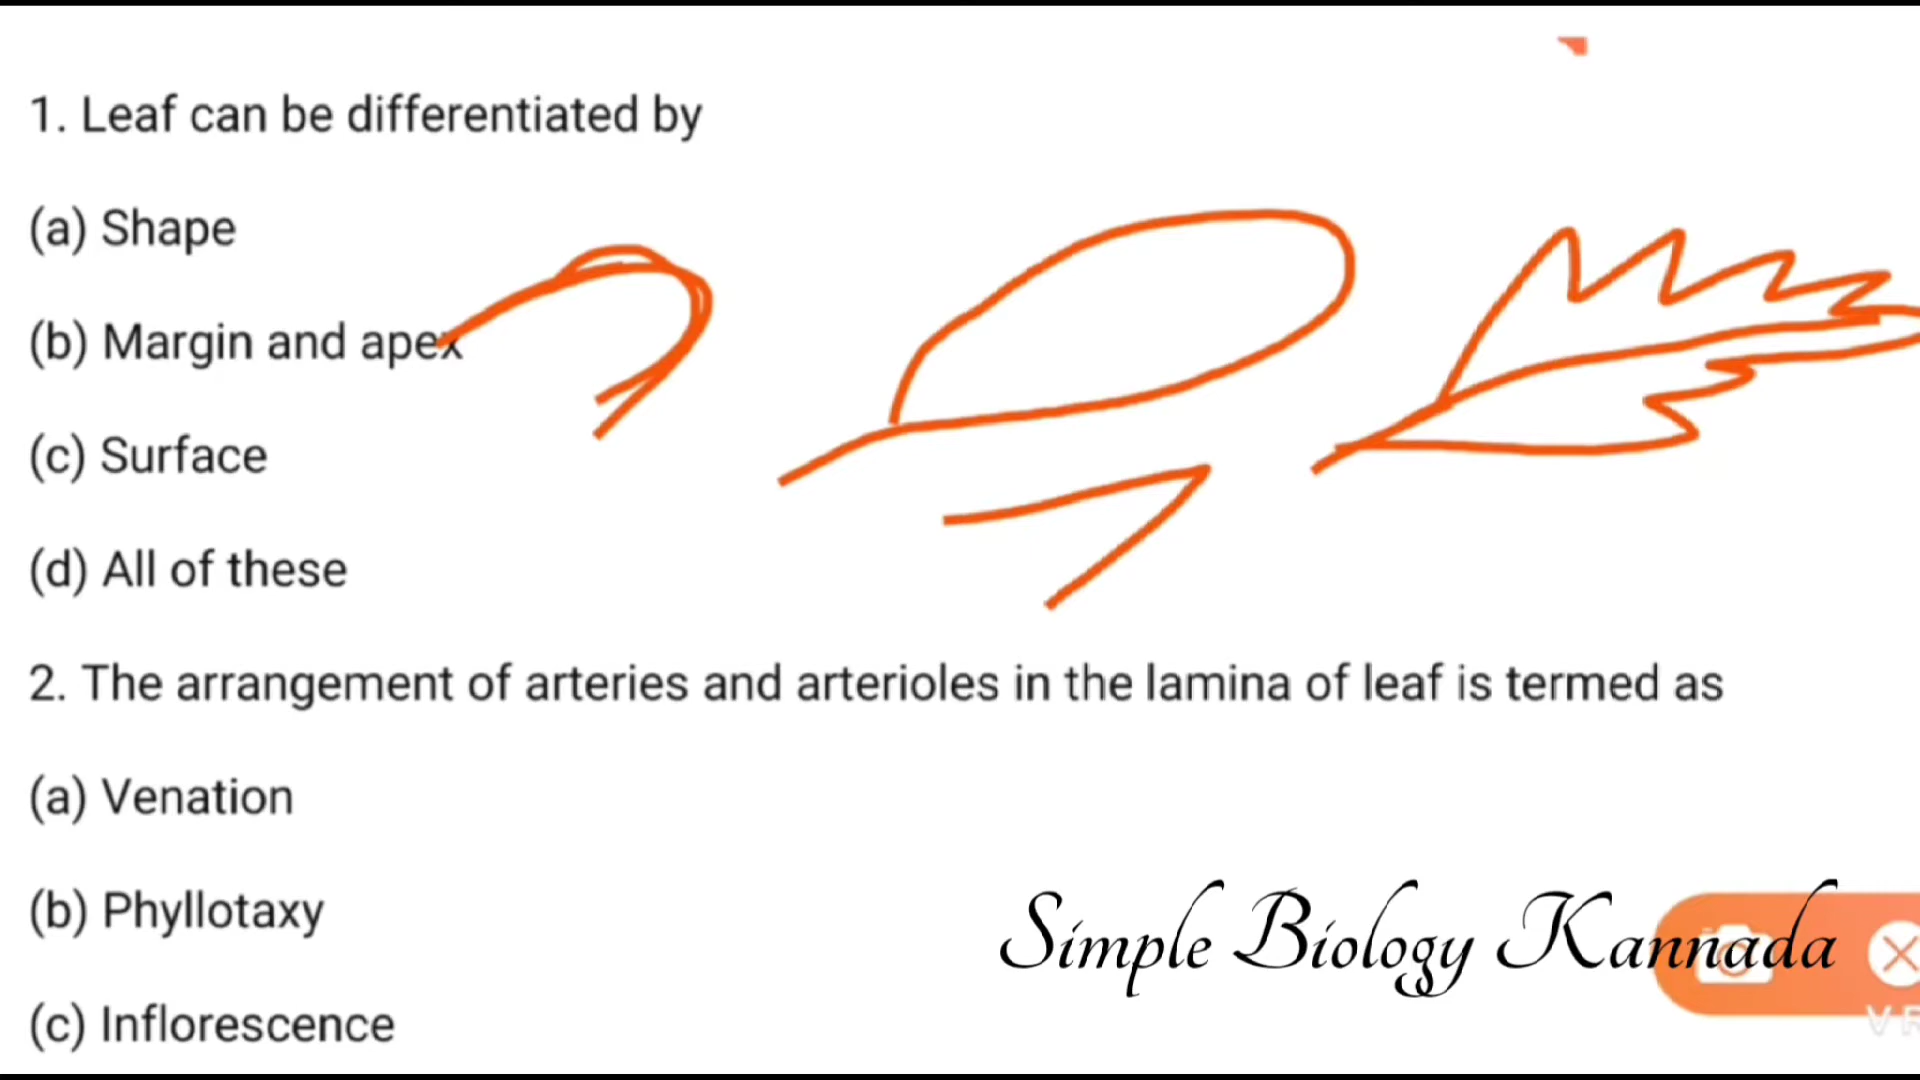 1. Leaf can be differentiated by
(a) Shape
(b) Margin and apex
(c) Surface
(d) All of these
2. The arrangement of arteries and arterioles in the lamina of leaf is termed as
(a) Venation
(b) Phyllotaxy
(c) Inflorescence
Simple Biology Kannada